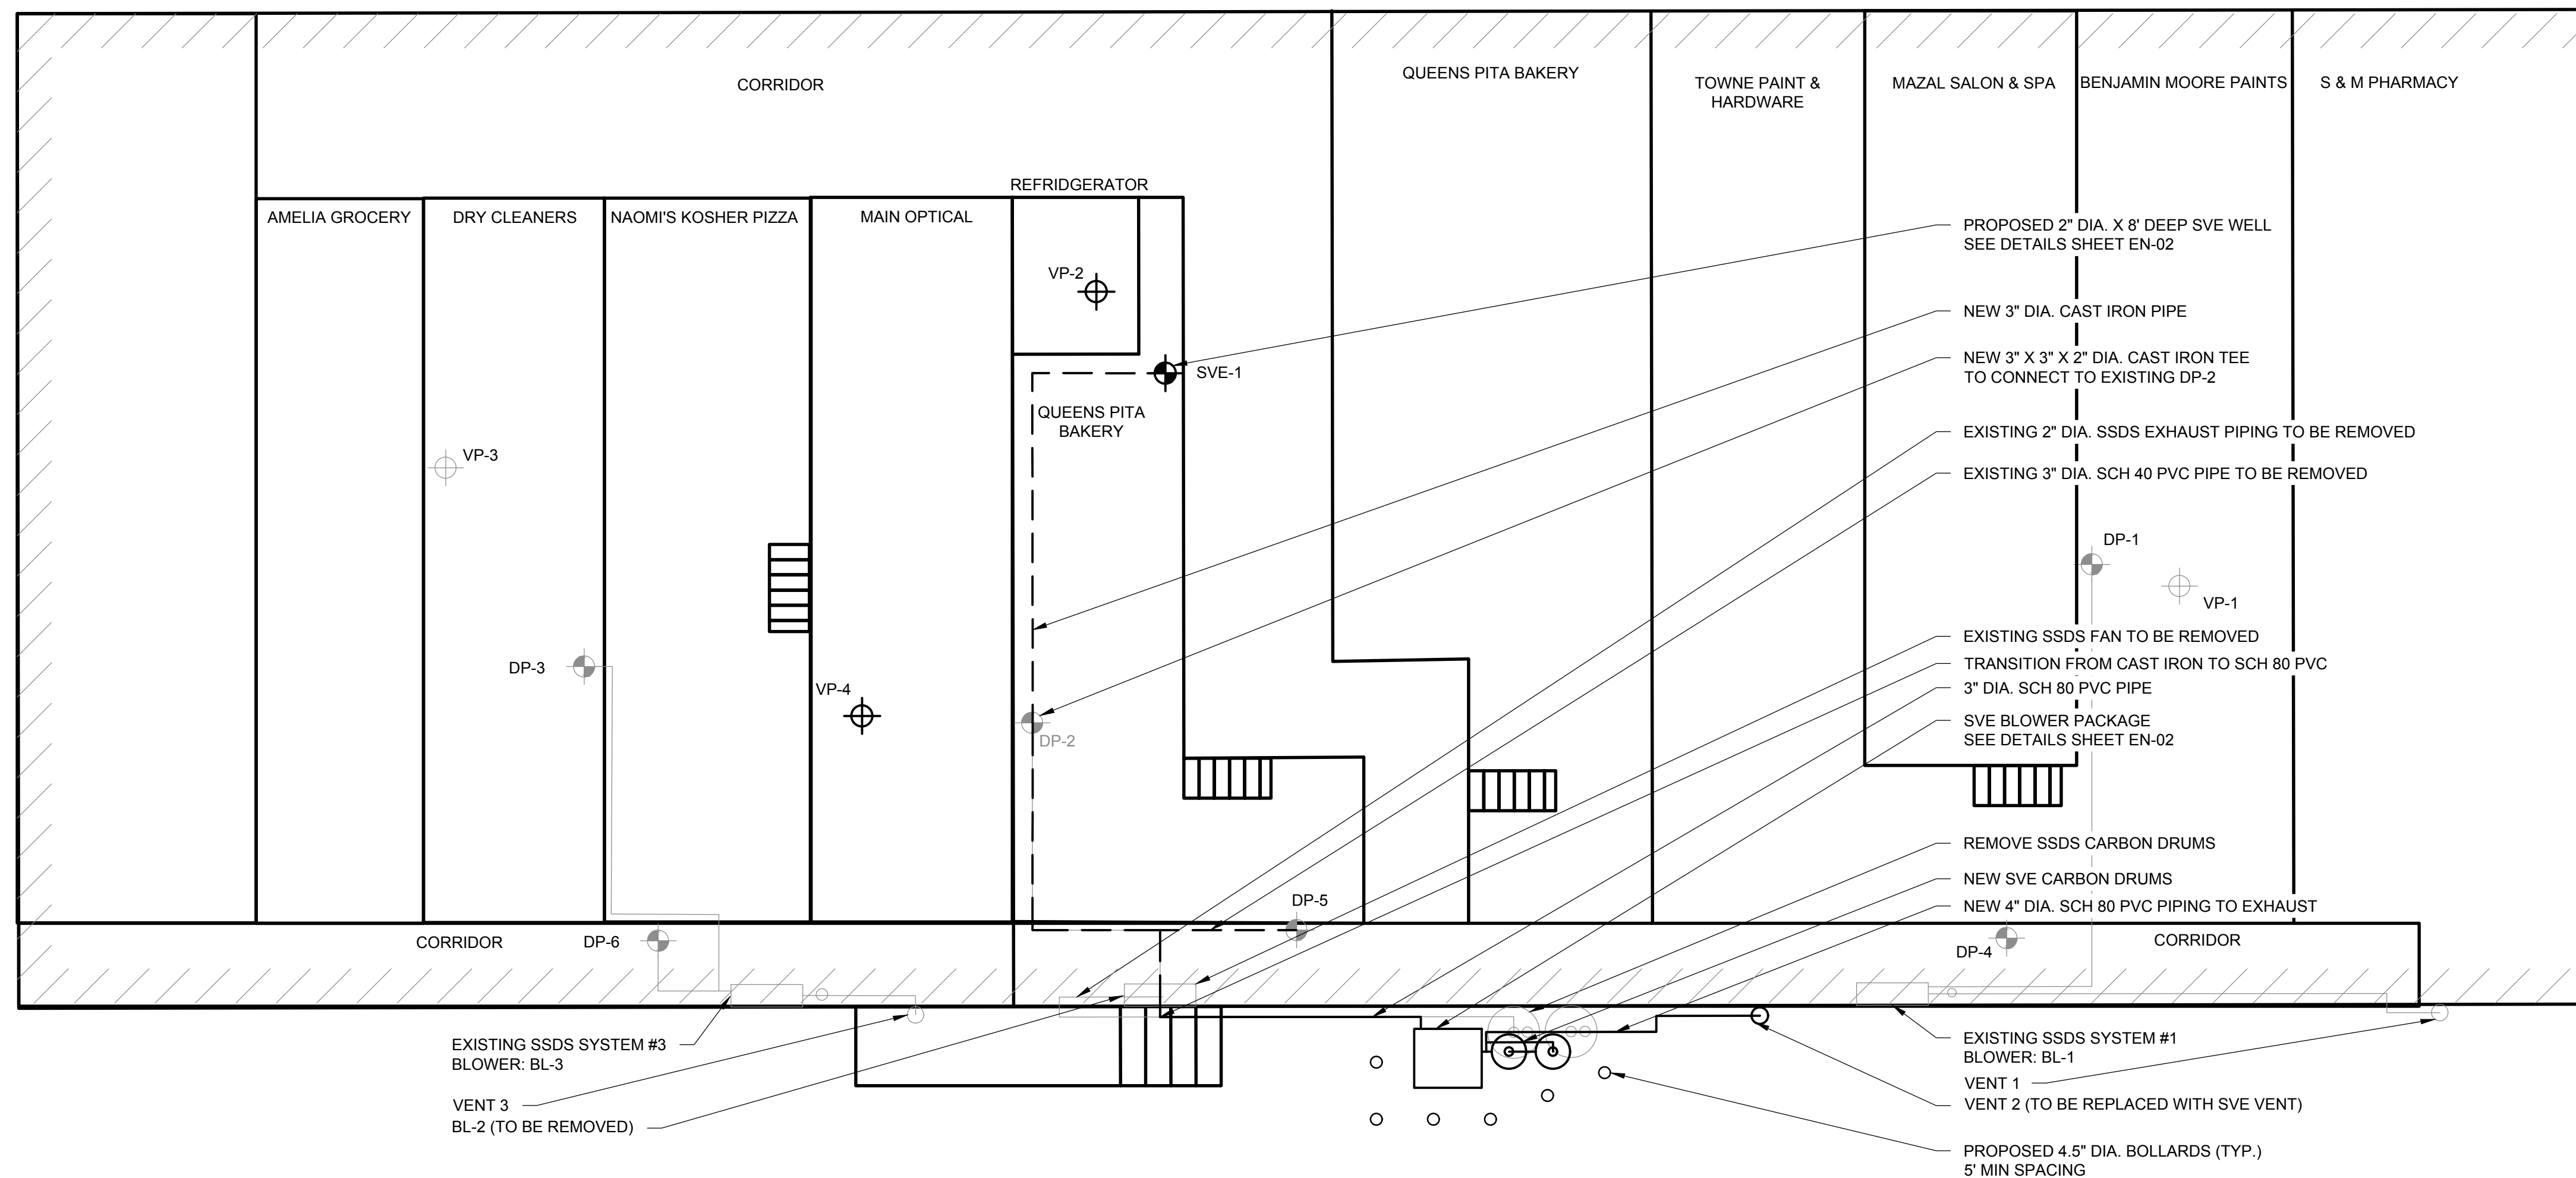 CORRIDOR
QUEENS PITA BAKERY
TOWNE PAINT &
HARDWARE
MAZAL SALON & SPA
BENJAMIN MOORE PAINTS
S & M PHARMACY
REFRIDGERATOR
AMELIA GROCERY
DRY CLEANERS
NAOMI'S KOSHER PIZZA
MAIN OPTICAL
PROPOSED 2" DIA. X 8' DEEP SVE WELL
SEE DETAILS SHEET EN-02
VP-2
NEW 3" DIA. CAST IRON PIPE
NEW 3" X 3" X 2" DIA. CAST IRON TEE
TO CONNECT TO EXISTING DP-2
SVE-1
QUEENS PITA
BAKERY
EXISTING 2" DIA. SSDS EXHAUST PIPING TO BE REMOVED
VP-3
EXISTING 3" DIA. SCH 40 PVC PIPE TO BE REMOVED
DP-1
VP-1
EXISTING SSDS FAN TO BE REMOVED
TRANSITION FROM CAST IRON TO SCH 80 PVC
DP-3
VP-4
3" DIA. SCH 80 PVC PIPE
SVE BLOWER PACKAGE
SEE DETAILS SHEET EN-02
DP-2
REMOVE SSDS CARBON DRUMS
NEW SVE CARBON DRUMS
DP-5
NEW 4" DIA. SCH 80 PVC PIPING TO EXHAUST
CORRIDOR
DP-6
DP-4
CORRIDOR
EXISTING SSDS SYSTEM #3
BLOWER: BL-3
VENT 3
BL-2 (TO BE REMOVED)
EXISTING SSDS SYSTEM #1
BLOWER: BL-1
VENT 1
VENT 2 (TO BE REPLACED WITH SVE VENT)
PROPOSED 4.5" DIA. BOLLARDS (TYP.)
5' MIN SPACING